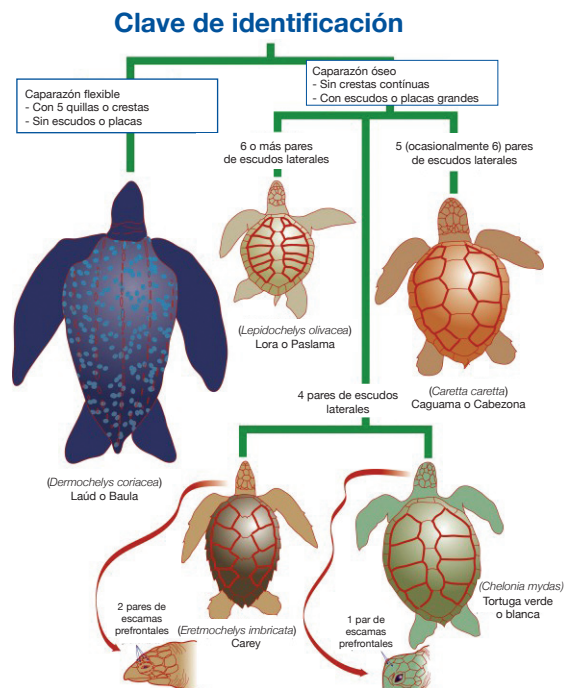 Clave de identificación
Caparazón flexible
- Con 5 quillas o crestas
- Sin escudos o placas
Caparazón óseo
- Sin crestas contínuas
- Con escudos o placas grandes
6 o más pares
de escudos laterales
5 (ocasionalmente 6) pares
de escudos laterales
(Lepidochelys olivacea)
Lora o Paslama
(Caretta caretta)
Caguama o Cabezona
4 pares de escudos
laterales
(Dermochelys coriacea)
Laúd o Baula
2 pares de
escamas
prefrontales
(Eretmochelys imbricata)
Carey
1 par de
escamas
prefrontales
(Chelonia mydas)
Tortuga verde
o blanca